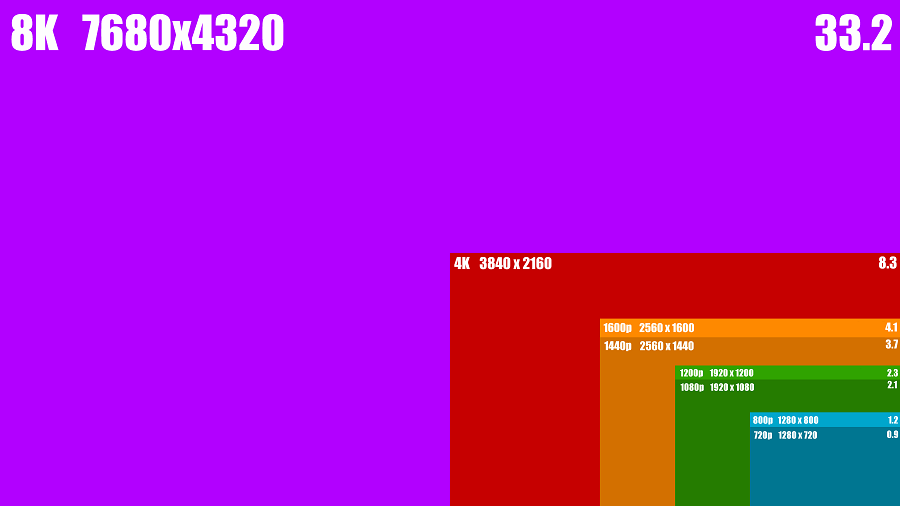 8K 7680x4320 33.2
4K 3840 x 2160 8.3
1600p 2560 x 1600 4.1
1440p 2560 x 1440 3.7
1200p 1920 x 1200 2.3
1080p 1920 x 1080 2.1
800p 1280 x 800 1.2
720p 1280 x 720 0.9